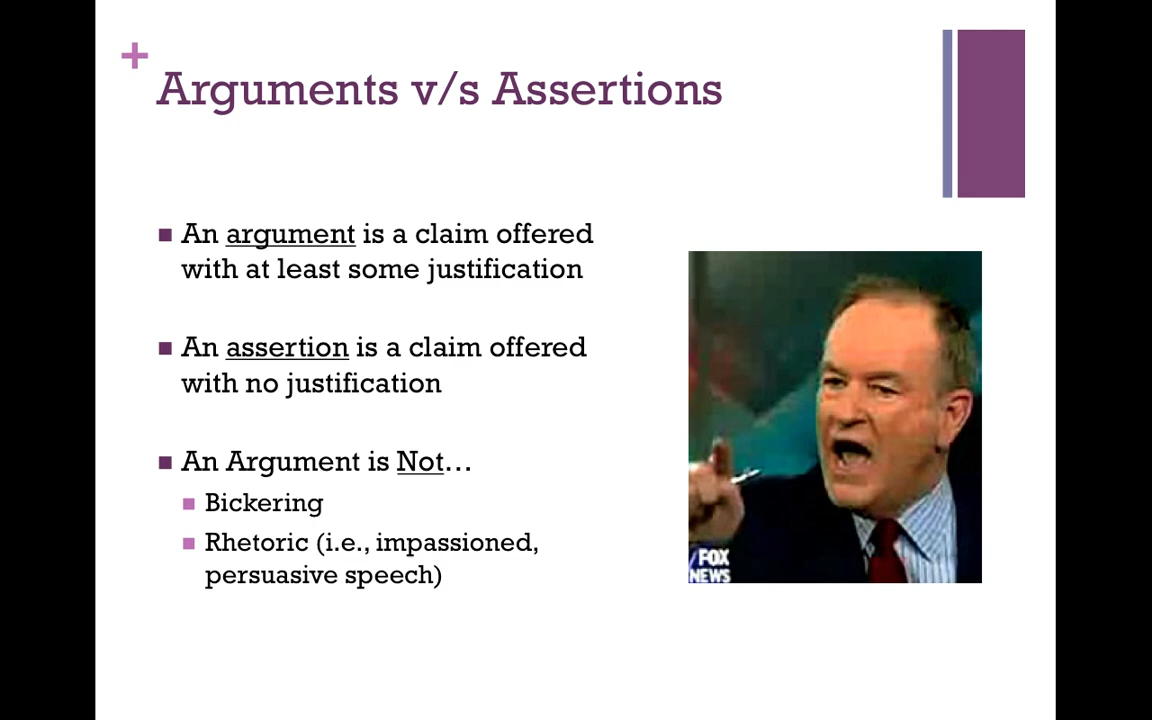 +
Arguments v/s Assertions
An argument is a claim offered
with at least some justification
An assertion is a claim offered
with no justification
An Argument is Not…
Bickering
Rhetoric (i.e., impassioned,
persuasive speech)
FOX
NEWS